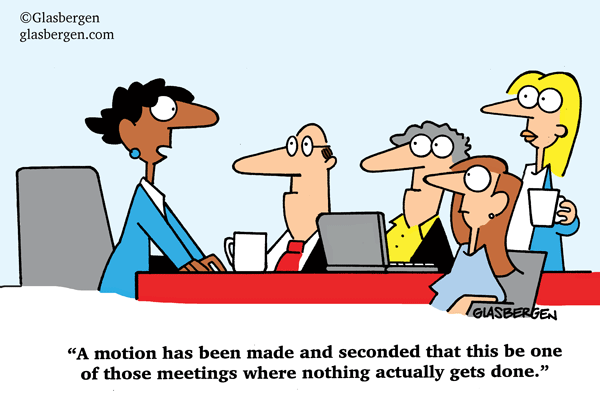 ©Glasbergen
glasbergen.com
GLASBERGEN
“A motion has been made and seconded that this be one
of those meetings where nothing actually gets done.”